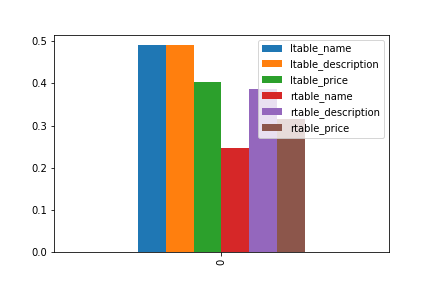 0.5
0.4
0.3
0.2
0.1
0.0
0
ltable_name
ltable_description
ltable_price
rtable_name
rtable_description
rtable_price